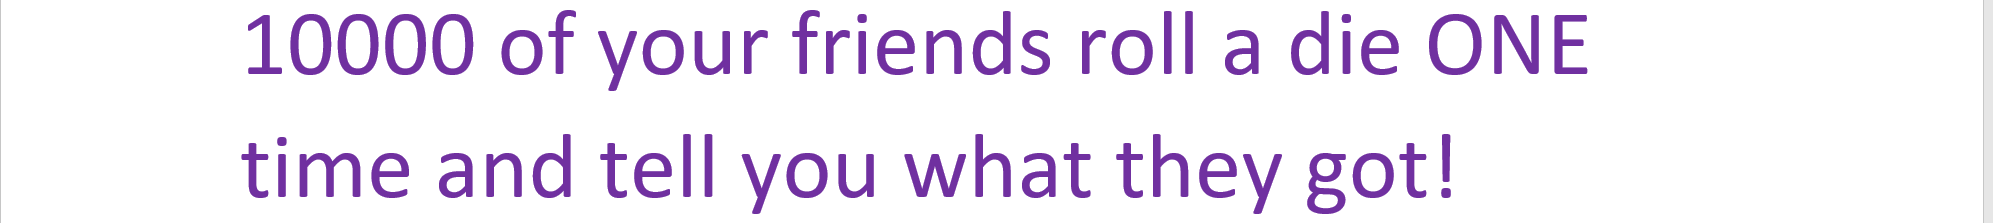 10000 of your friends roll a die ONE
time and tell you what they got!